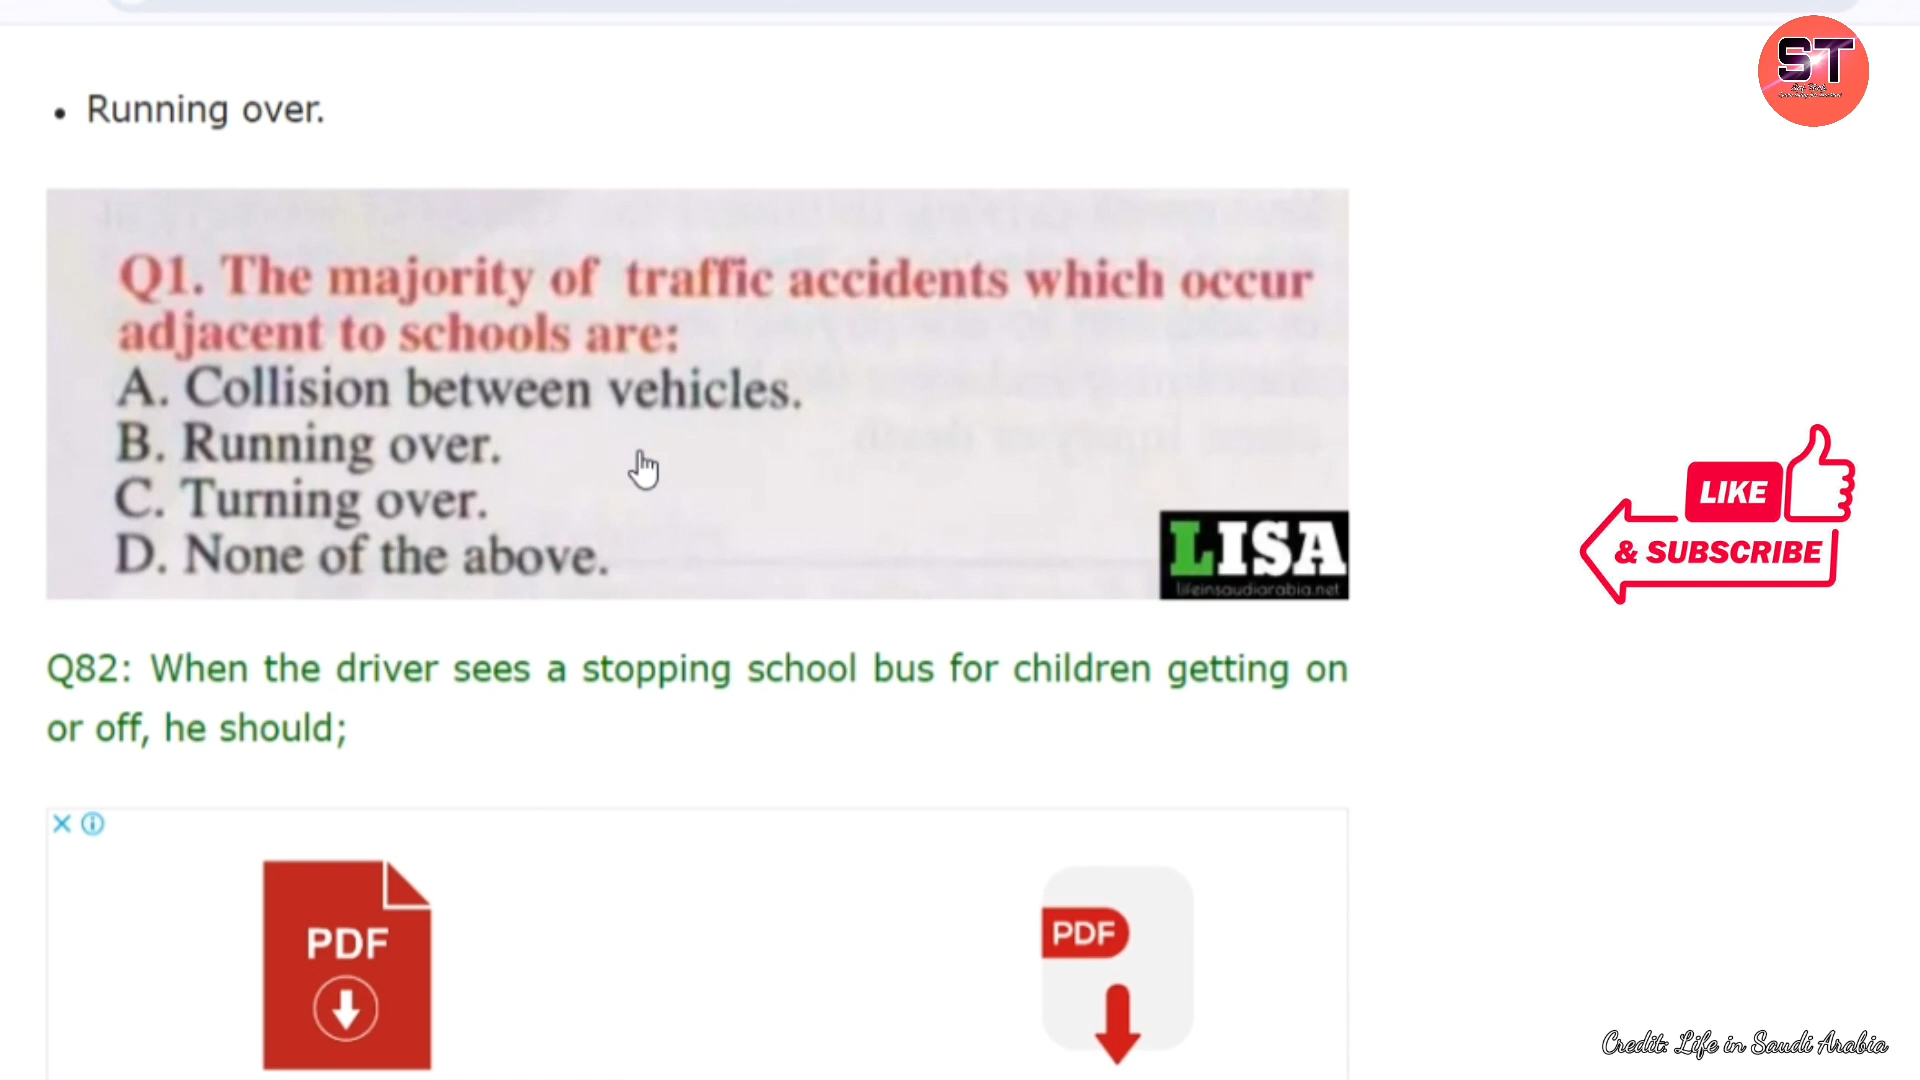 ST
• Running over.
Q1. The majority of traffic accidents which occur
adjacent to schools are:
A. Collision between vehicles.
B. Running over.
C. Turning over.
D. None of the above.
LISA
lifeinsaudiarabia.net
LIKE
& SUBSCRIBE
Q82: When the driver sees a stopping school bus for children getting on
or off, he should;
PDF
PDF
Credit: Life in Saudi Arabia